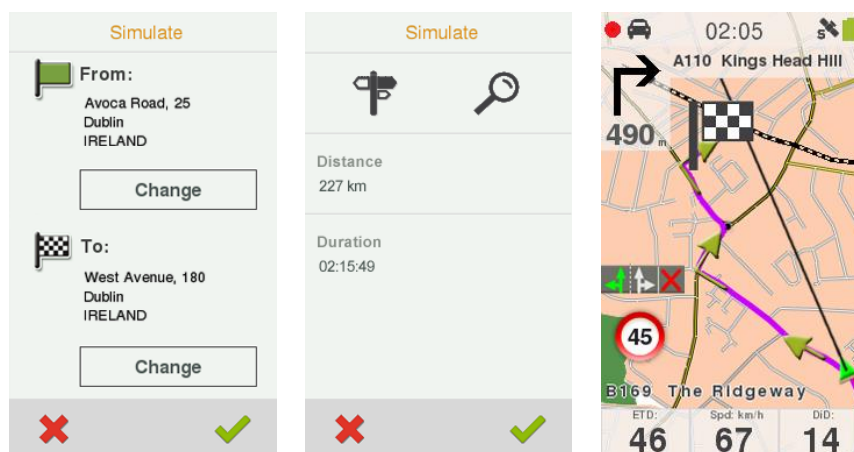 Simulate
From:
Avoca Road, 25
Dublin
IRELAND
Change
To:
West Avenue, 180
Dublin
IRELAND
Change
Simulate
Distance
227 km
Duration
02:15:49
02:05
S
A110 Kings Head Hill
490 m
45
B169 The Ridgeway
ETD: Spd: km/h DiD:
46 67 14